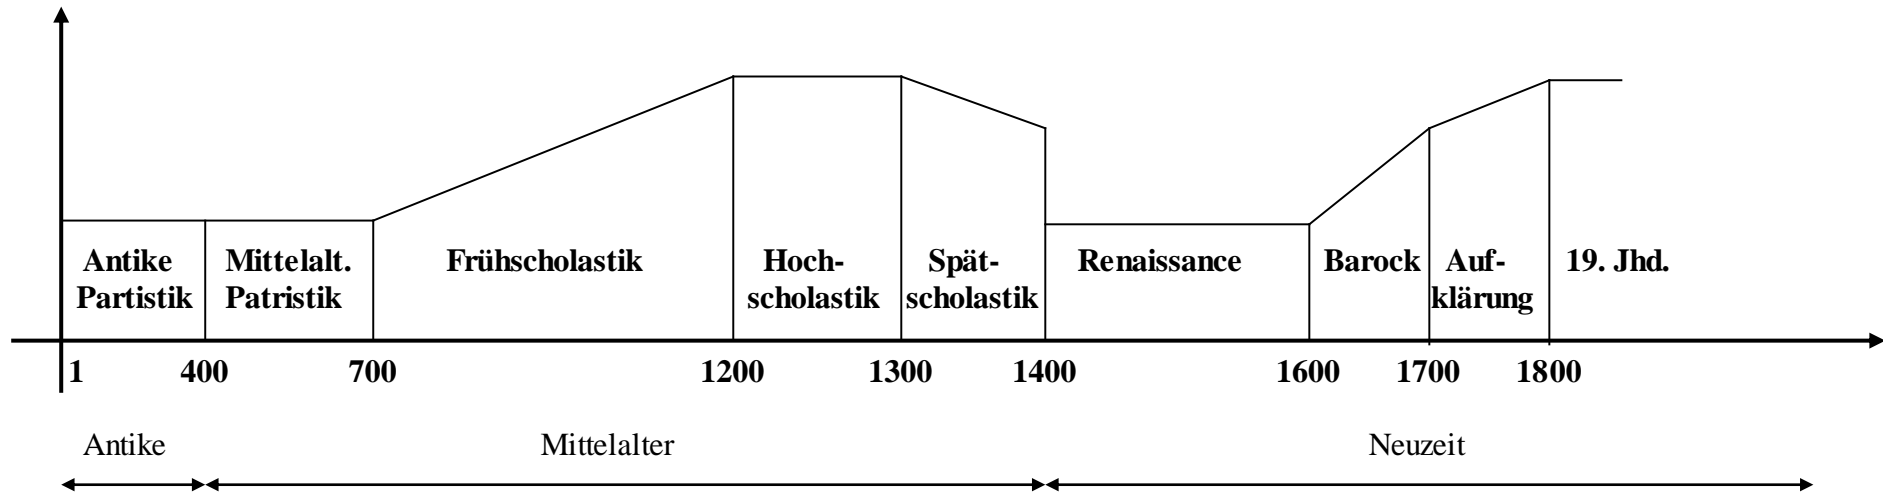 Antike
Partistik
Mittelalt.
Patristik
Frühscholastik
Hoch-
scholastik
Spät-
scholastik
Renaissance
Barock
Auf-
klärung
19. Jhd.
1 400 700 1200 1300 1400 1600 1700 1800
Antike Mittelalter Neuzeit